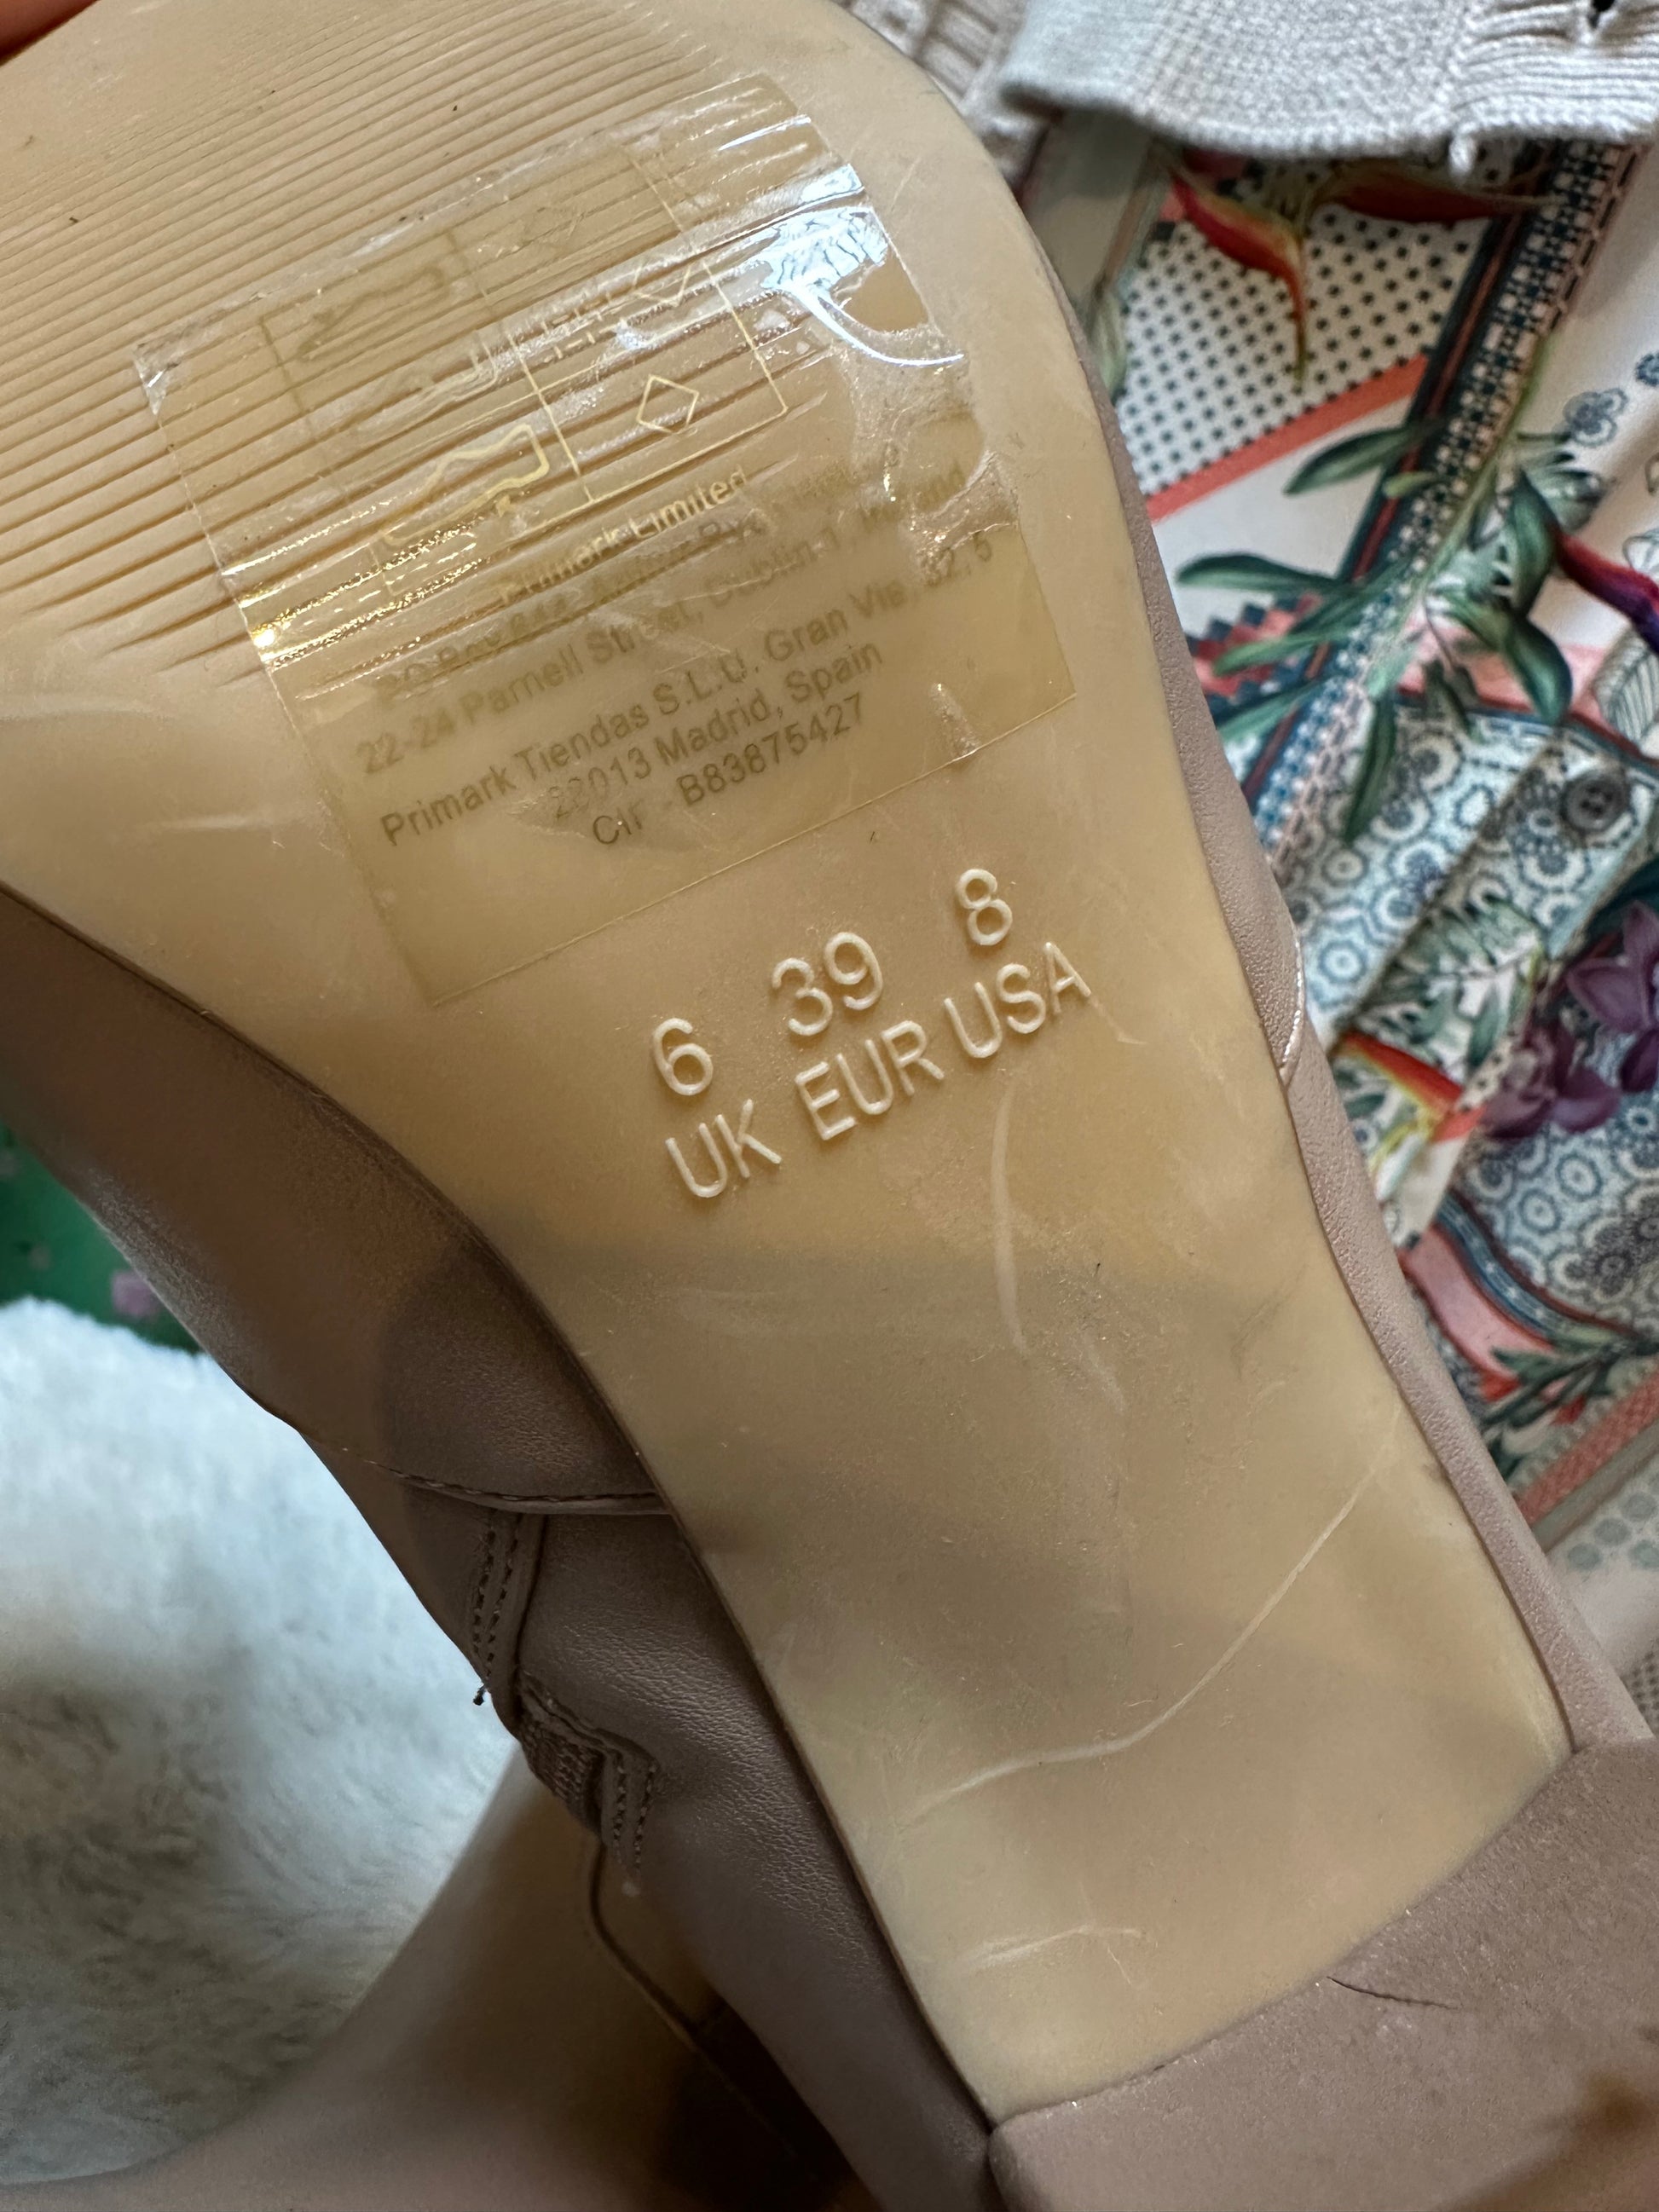 Primark Limited
22-24 Parnell Street, Dublin 1, Ireland
Primark Tiendas S.L.U. Gran Via, 32, 5
28013 Madrid, Spain
CIF - B83875427
6 39 8
UK EUR USA